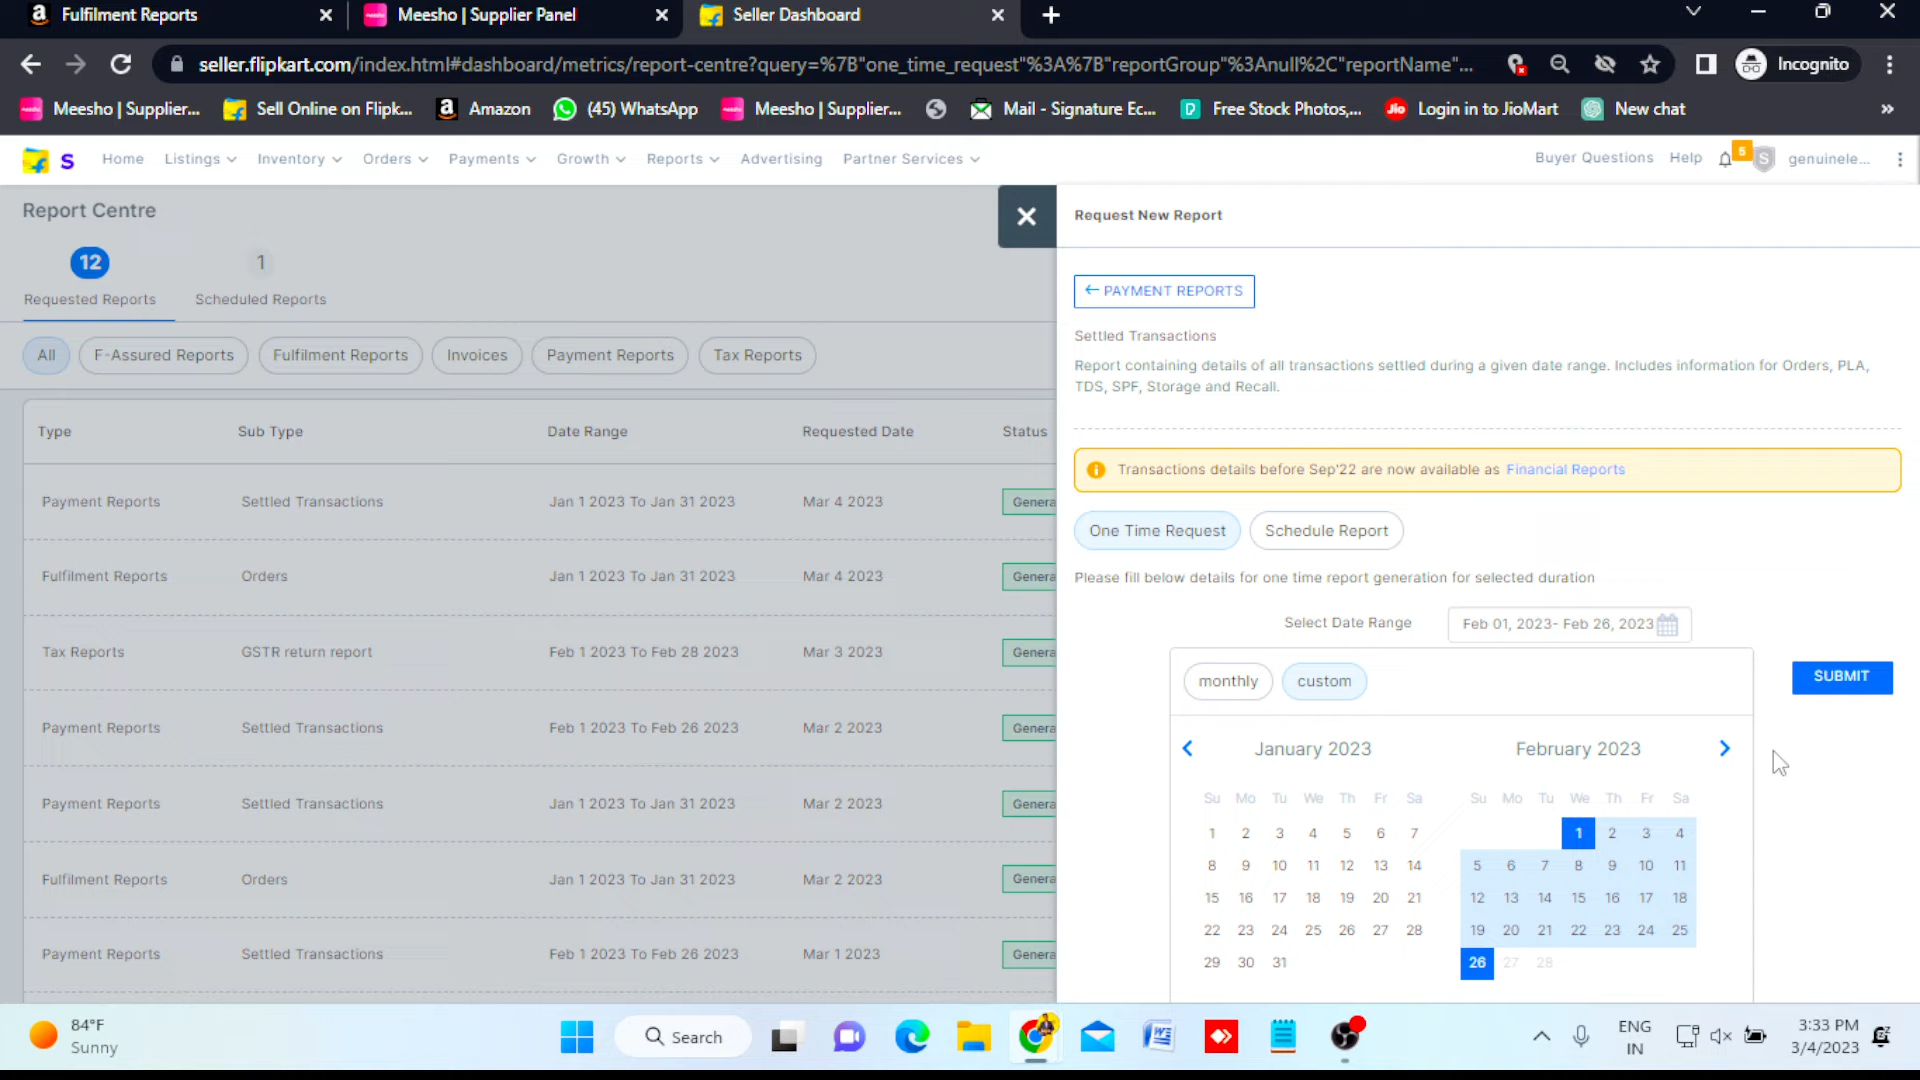 Fulfilment Reports
Meesho | Supplier Panel
Seller Dashboard
seller.flipkart.com/index.html#dashboard/metrics/report-centre?query=%7B"one_time_request"%3A%7B"reportGroup"%3Anull%2C"reportName"...
Incognito
Meesho | Supplier...
Sell Online on Flipk...
Amazon
(45) WhatsApp
Meesho | Supplier...
Mail - Signature Ec...
Free Stock Photos,...
Login in to JioMart
New chat
Home
Listings
Inventory
Orders
Payments
Growth
Reports
Advertising
Partner Services
Buyer Questions
Help
5
S
genuinele...
Report Centre
12
Requested Reports
1
Scheduled Reports
All
F-Assured Reports
Fulfilment Reports
Invoices
Payment Reports
Tax Reports
Type Sub Type Date Range Requested Date Status
Payment Reports Settled Transactions Jan 1 2023 To Jan 31 2023 Mar 4 2023 Genera
Fulfilment Reports Orders Jan 1 2023 To Jan 31 2023 Mar 4 2023 Genera
Tax Reports GSTR return report Feb 1 2023 To Feb 28 2023 Mar 3 2023 Genera
Payment Reports Settled Transactions Feb 1 2023 To Feb 26 2023 Mar 2 2023 Genera
Payment Reports Settled Transactions Jan 1 2023 To Jan 31 2023 Mar 2 2023 Genera
Fulfilment Reports Orders Jan 1 2023 To Jan 31 2023 Mar 2 2023 Genera
Payment Reports Settled Transactions Feb 1 2023 To Feb 26 2023 Mar 1 2023 Genera
Request New Report
← PAYMENT REPORTS
Settled Transactions
Report containing details of all transactions settled during a given date range. Includes information for Orders, PLA,
TDS, SPF, Storage and Recall.
Transactions details before Sep'22 are now available as Financial Reports
One Time Request
Schedule Report
Please fill below details for one time report generation for selected duration
Select Date Range
Feb 01, 2023- Feb 26, 2023
monthly
custom
SUBMIT
January 2023
Su Mo Tu We Th Fr Sa
1 2 3 4 5 6 7
8 9 10 11 12 13 14
15 16 17 18 19 20 21
22 23 24 25 26 27 28
29 30 31
February 2023
Su Mo Tu We Th Fr Sa
1 2 3 4
5 6 7 8 9 10 11
12 13 14 15 16 17 18
19 20 21 22 23 24 25
26 27 28
84°F
Sunny
Search
ENG
IN
3:33 PM
3/4/2023